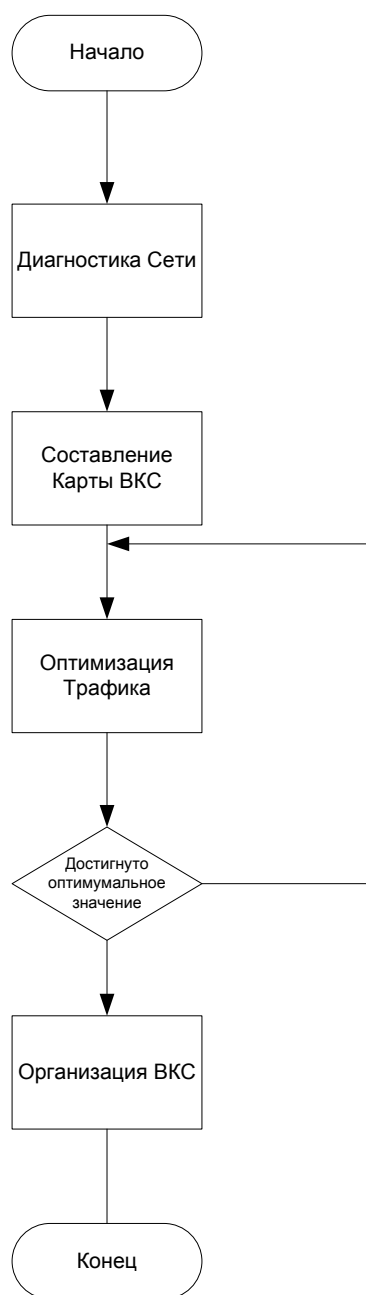 Начало
Диагностика Сети
Составление
Карты ВКС
Оптимизация
Трафика
Достигнуто
оптимумальное
значение
Организация ВКС
Конец